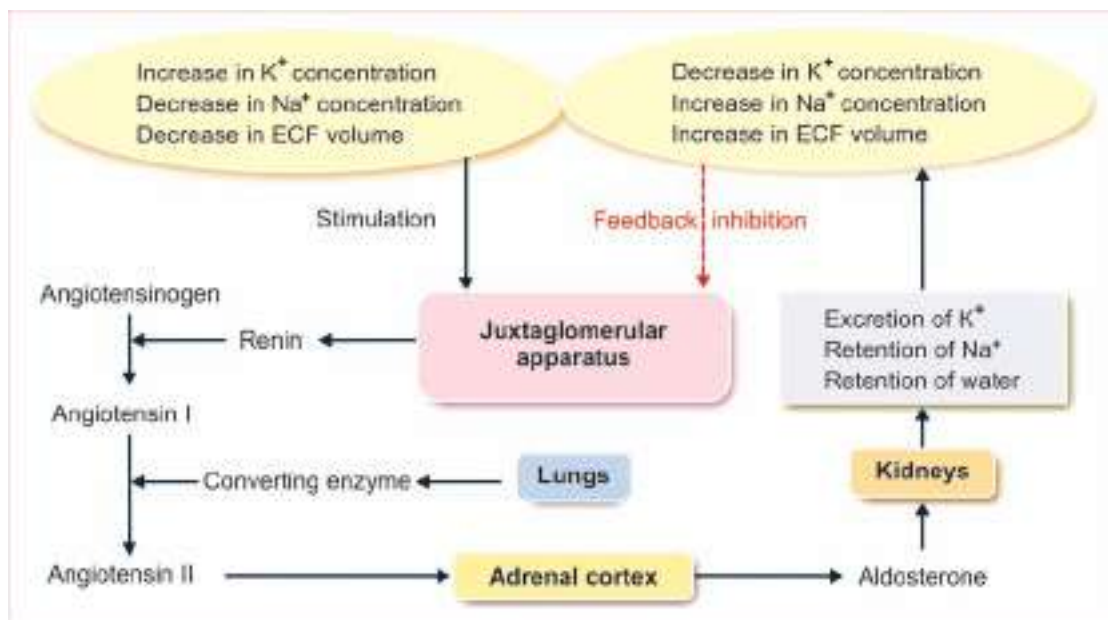 Increase in K⁺ concentration
Decrease in Na⁺ concentration
Decrease in ECF volume
Decrease in K⁺ concentration
Increase in Na⁺ concentration
Increase in ECF volume
Stimulation
Feedback inhibition
Angiotensinogen
Renin
Juxtaglomerular
apparatus
Excretion of K⁺
Retention of Na⁺
Retention of water
Angiotensin I
Converting enzyme
Lungs
Kidneys
Angiotensin II
Adrenal cortex
Aldosterone